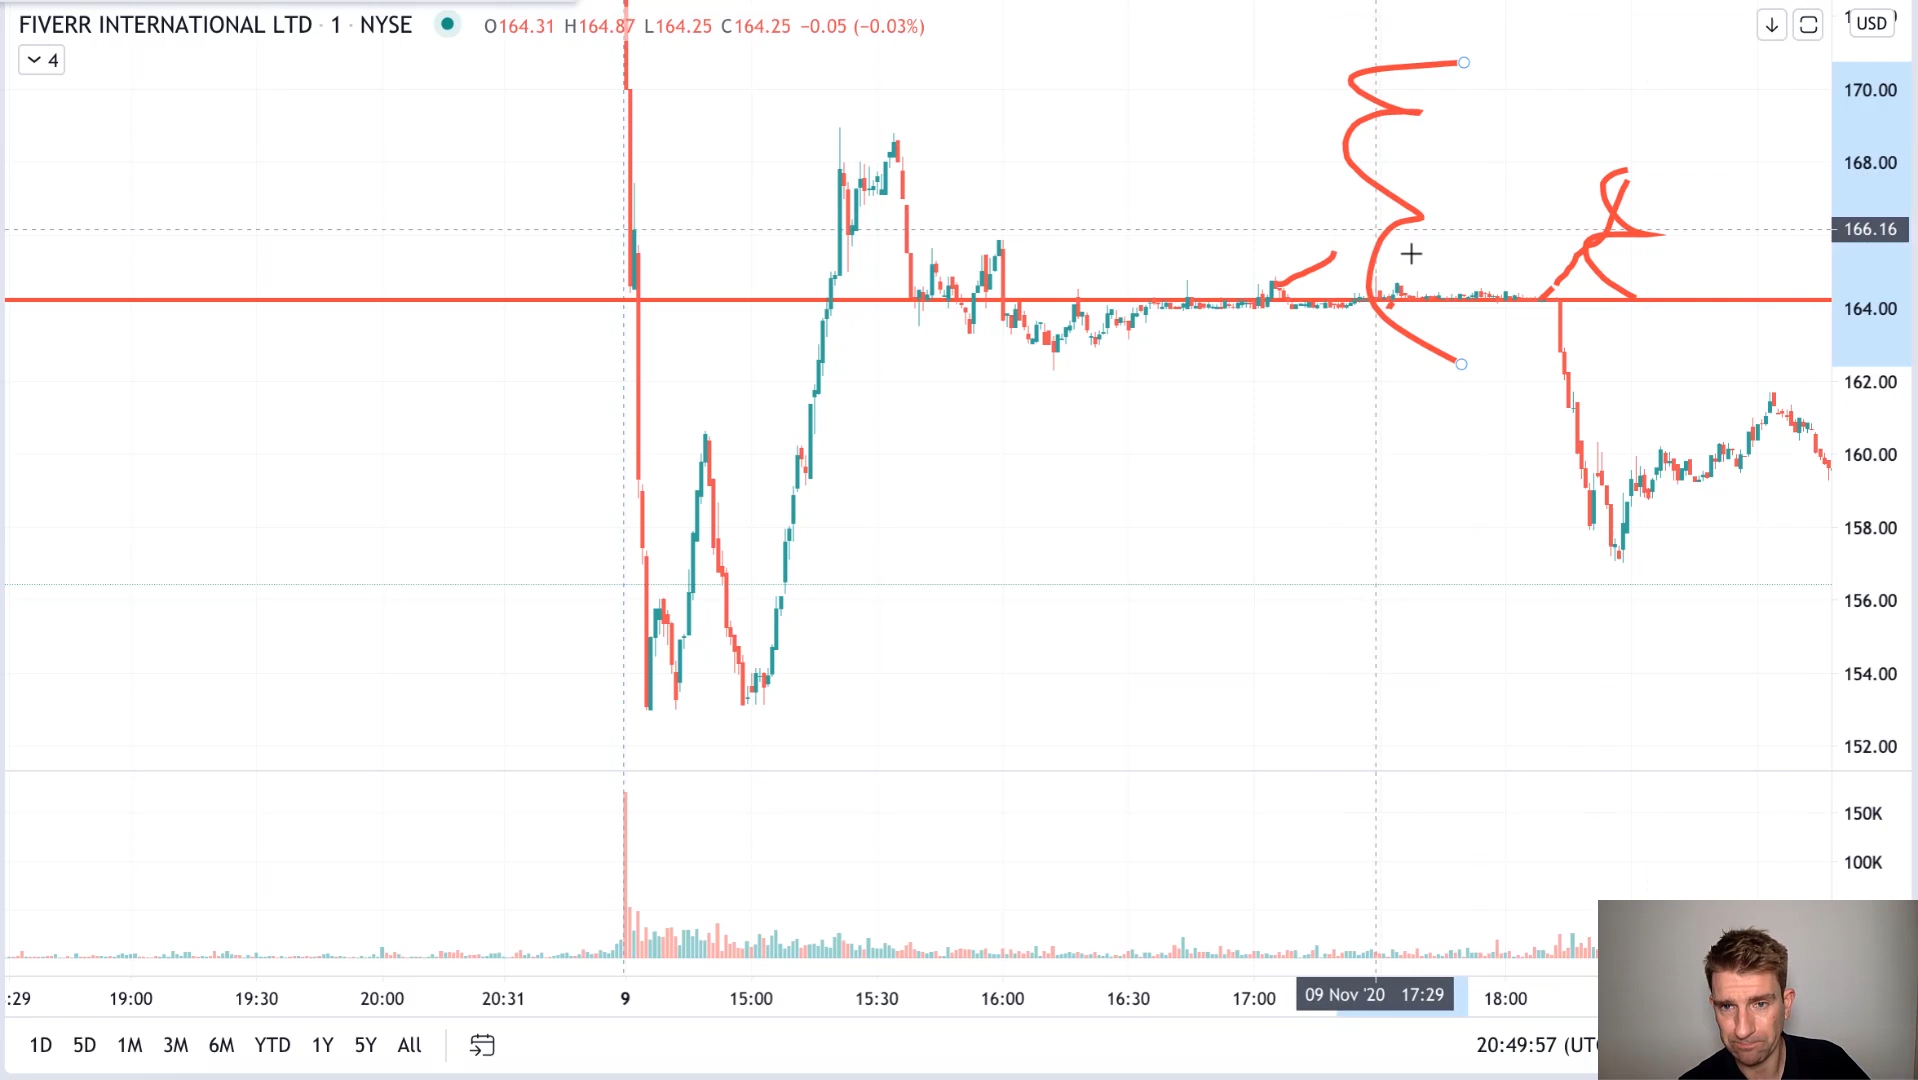 FIVERR INTERNATIONAL LTD · 1 · NYSE O164.31 H164.87 L164.25 C164.25 −0.05 (−0.03%)
USD
4
170.00
168.00
166.16
164.00
162.00
160.00
158.00
156.00
154.00
152.00
150K
100K
:29 19:00 19:30 20:00 20:31 9 15:00 15:30 16:00 16:30 17:00 09 Nov '20 17:29 18:00
1D 5D 1M 3M 6M YTD 1Y 5Y All 20:49:57 (UTC